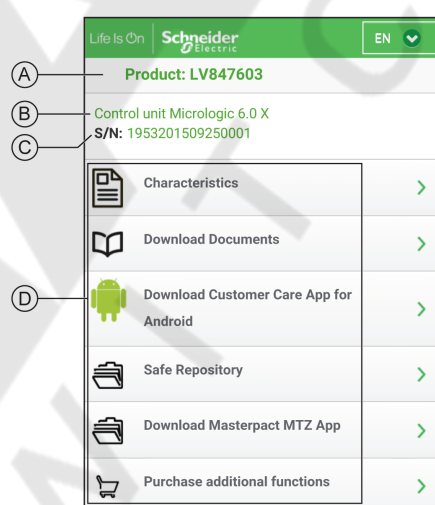 Life Is On Schneider Electric
EN
A
Product: LV847603
B
Control unit Micrologic 6.0 X
C
S/N: 1953201509250001
Characteristics
Download Documents
D
Download Customer Care App for
Android
Safe Repository
Download Masterpact MTZ App
Purchase additional functions